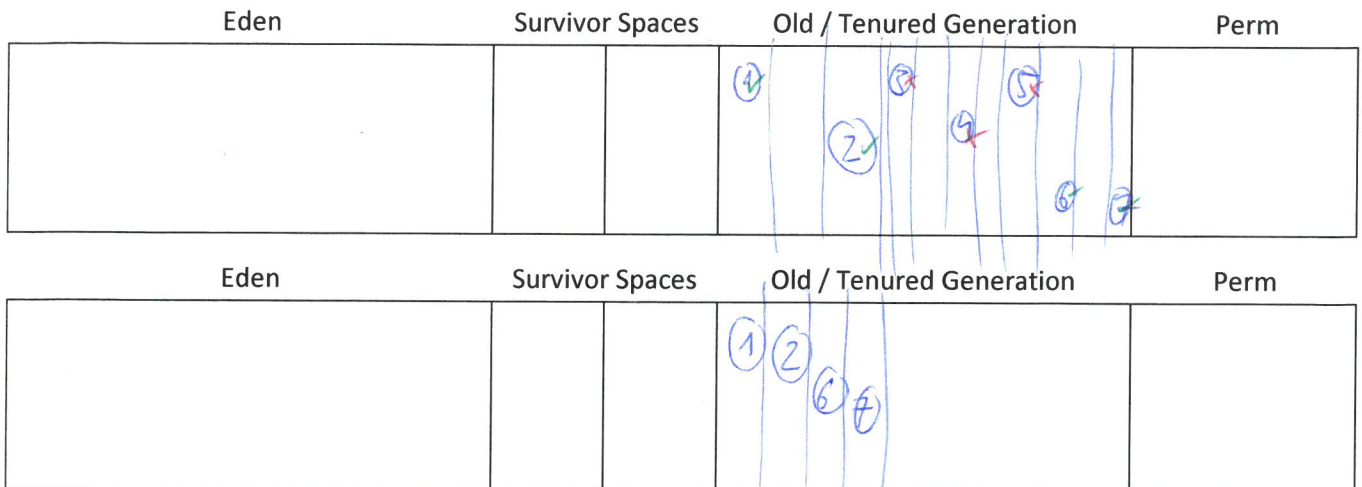 Eden Survivor Spaces Old / Tenured Generation Perm
1 3 5
2 4
6 7
Eden Survivor Spaces Old / Tenured Generation Perm
1 2
6 7